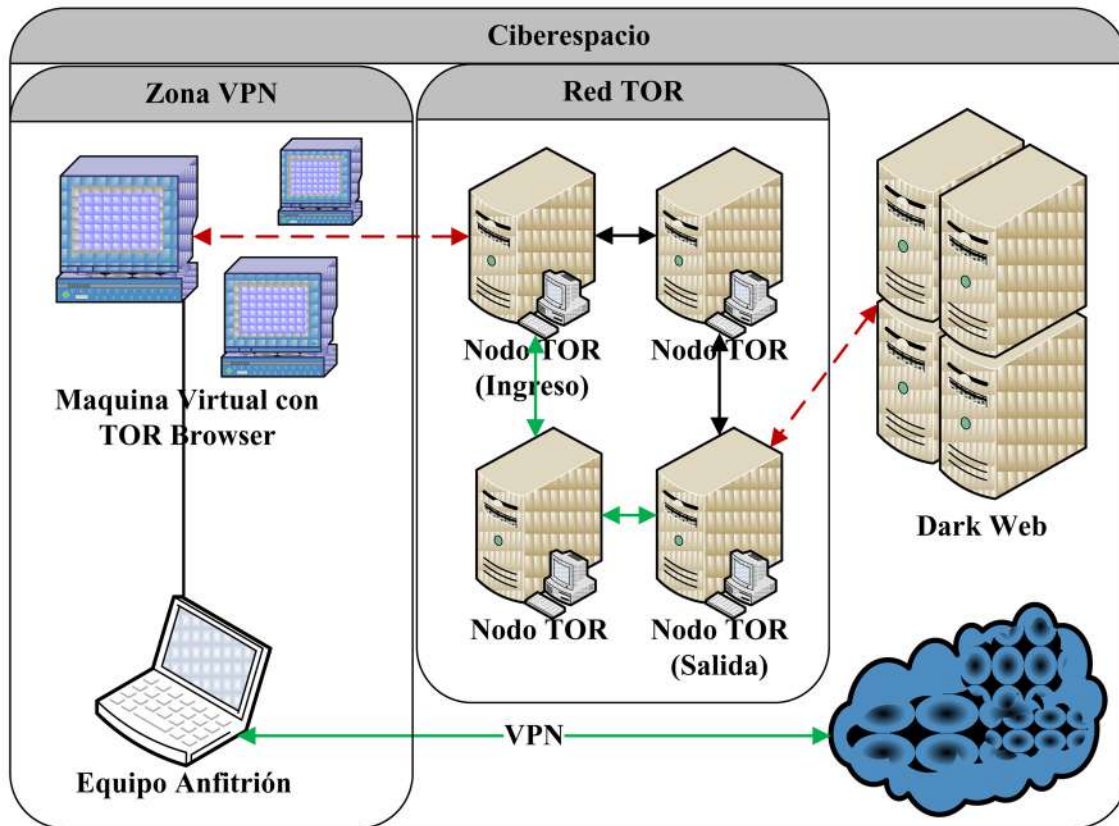 Ciberespacio
Zona VPN
Red TOR
Maquina Virtual con
TOR Browser
Nodo TOR
(Ingreso)
Nodo TOR
Nodo TOR
Nodo TOR
(Salida)
Dark Web
VPN
Equipo Anfitrión